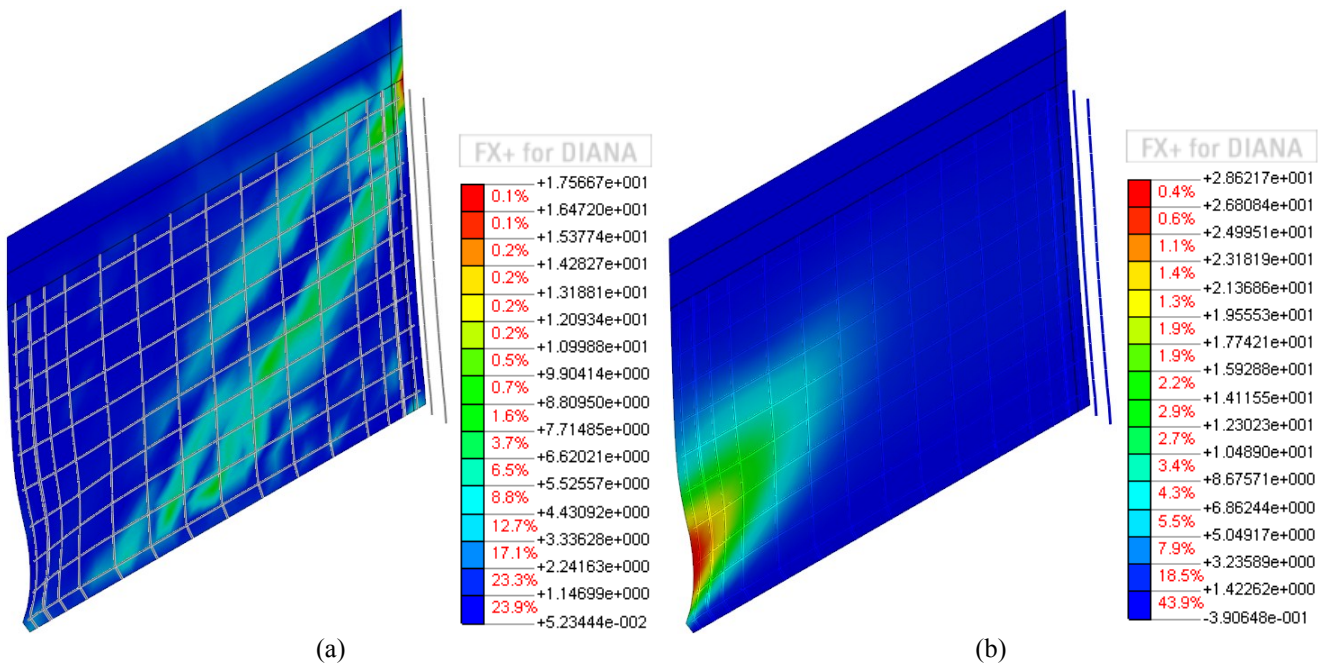 FX+ for DIANA
+1.75667e+001
0.1%
+1.64720e+001
0.1%
+1.53774e+001
0.2%
+1.42827e+001
0.2%
+1.31881e+001
0.2%
+1.20934e+001
0.2%
+1.09988e+001
0.5%
+9.90414e+000
0.7%
+8.80950e+000
1.6%
+7.71485e+000
3.7%
+6.62021e+000
6.5%
+5.52557e+000
8.8%
+4.43092e+000
12.7%
+3.33628e+000
17.1%
+2.24163e+000
23.3%
+1.14699e+000
23.9%
+5.23444e-002
(a)
FX+ for DIANA
+2.86217e+001
0.4%
+2.68084e+001
0.6%
+2.49951e+001
1.1%
+2.31819e+001
1.4%
+2.13686e+001
1.3%
+1.95553e+001
1.9%
+1.77421e+001
1.9%
+1.59288e+001
2.2%
+1.41155e+001
2.9%
+1.23023e+001
2.7%
+1.04890e+001
3.4%
+8.67571e+000
4.3%
+6.86244e+000
5.5%
+5.04917e+000
7.9%
+3.23589e+000
18.5%
+1.42262e+000
43.9%
-3.90648e-001
(b)